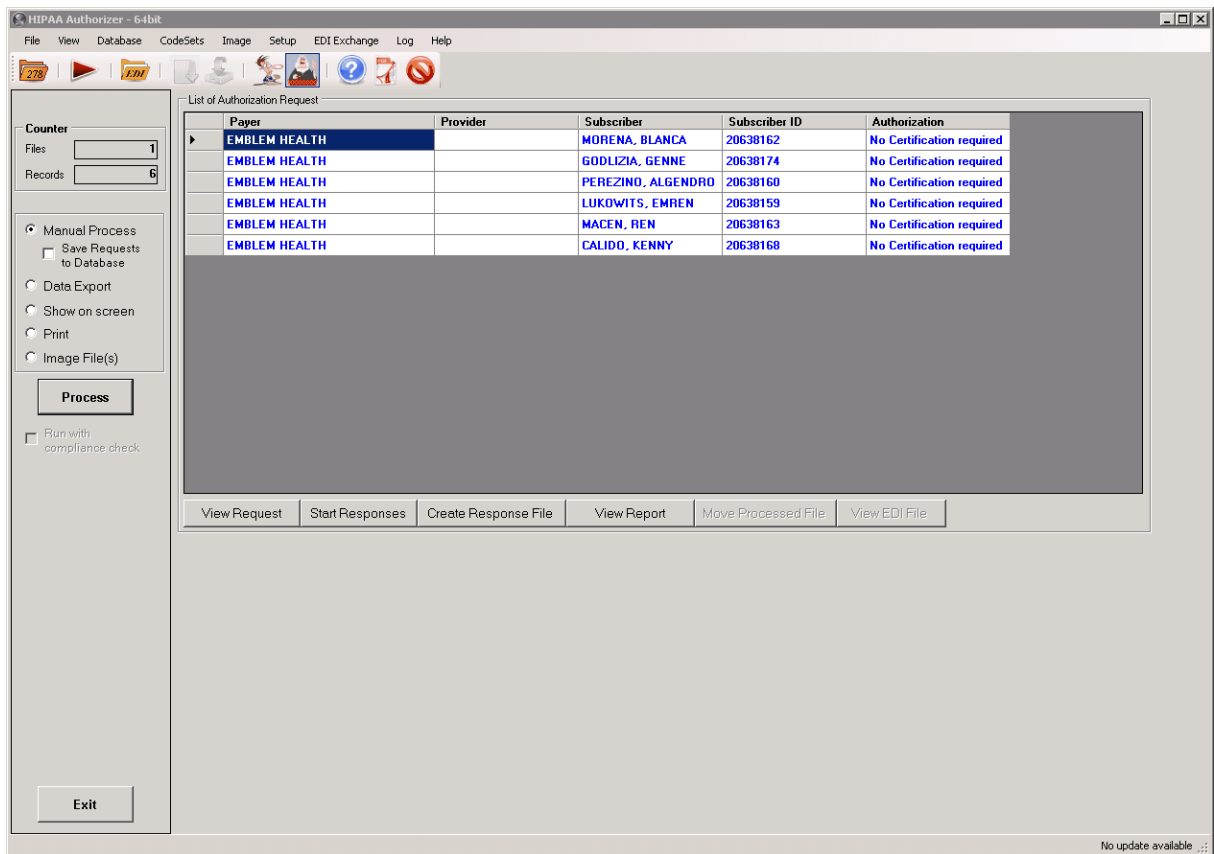 HIPAA Authorizer - 64bit
File View Database CodeSets Image Setup EDI Exchange Log Help
278 EDI ?
List of Authorization Request
Payer Provider Subscriber Subscriber ID Authorization
EMBLEM HEALTH MORENA, BLANCA 20638162 No Certification required
EMBLEM HEALTH GODLIZIA, GENNE 20638174 No Certification required
EMBLEM HEALTH PEREZINO, ALGENDRO 20638160 No Certification required
EMBLEM HEALTH LUKOWITS, EMREN 20638159 No Certification required
EMBLEM HEALTH MACEN, REN 20638163 No Certification required
EMBLEM HEALTH CALIDO, KENNY 20638168 No Certification required
Counter
Files 1
Records 6
Manual Process
Save Requests
to Database
Data Export
Show on screen
Print
Image File(s)
Process
Run with
compliance check
View Request Start Responses Create Response File View Report Move Processed File View EDI File
Exit
No update available